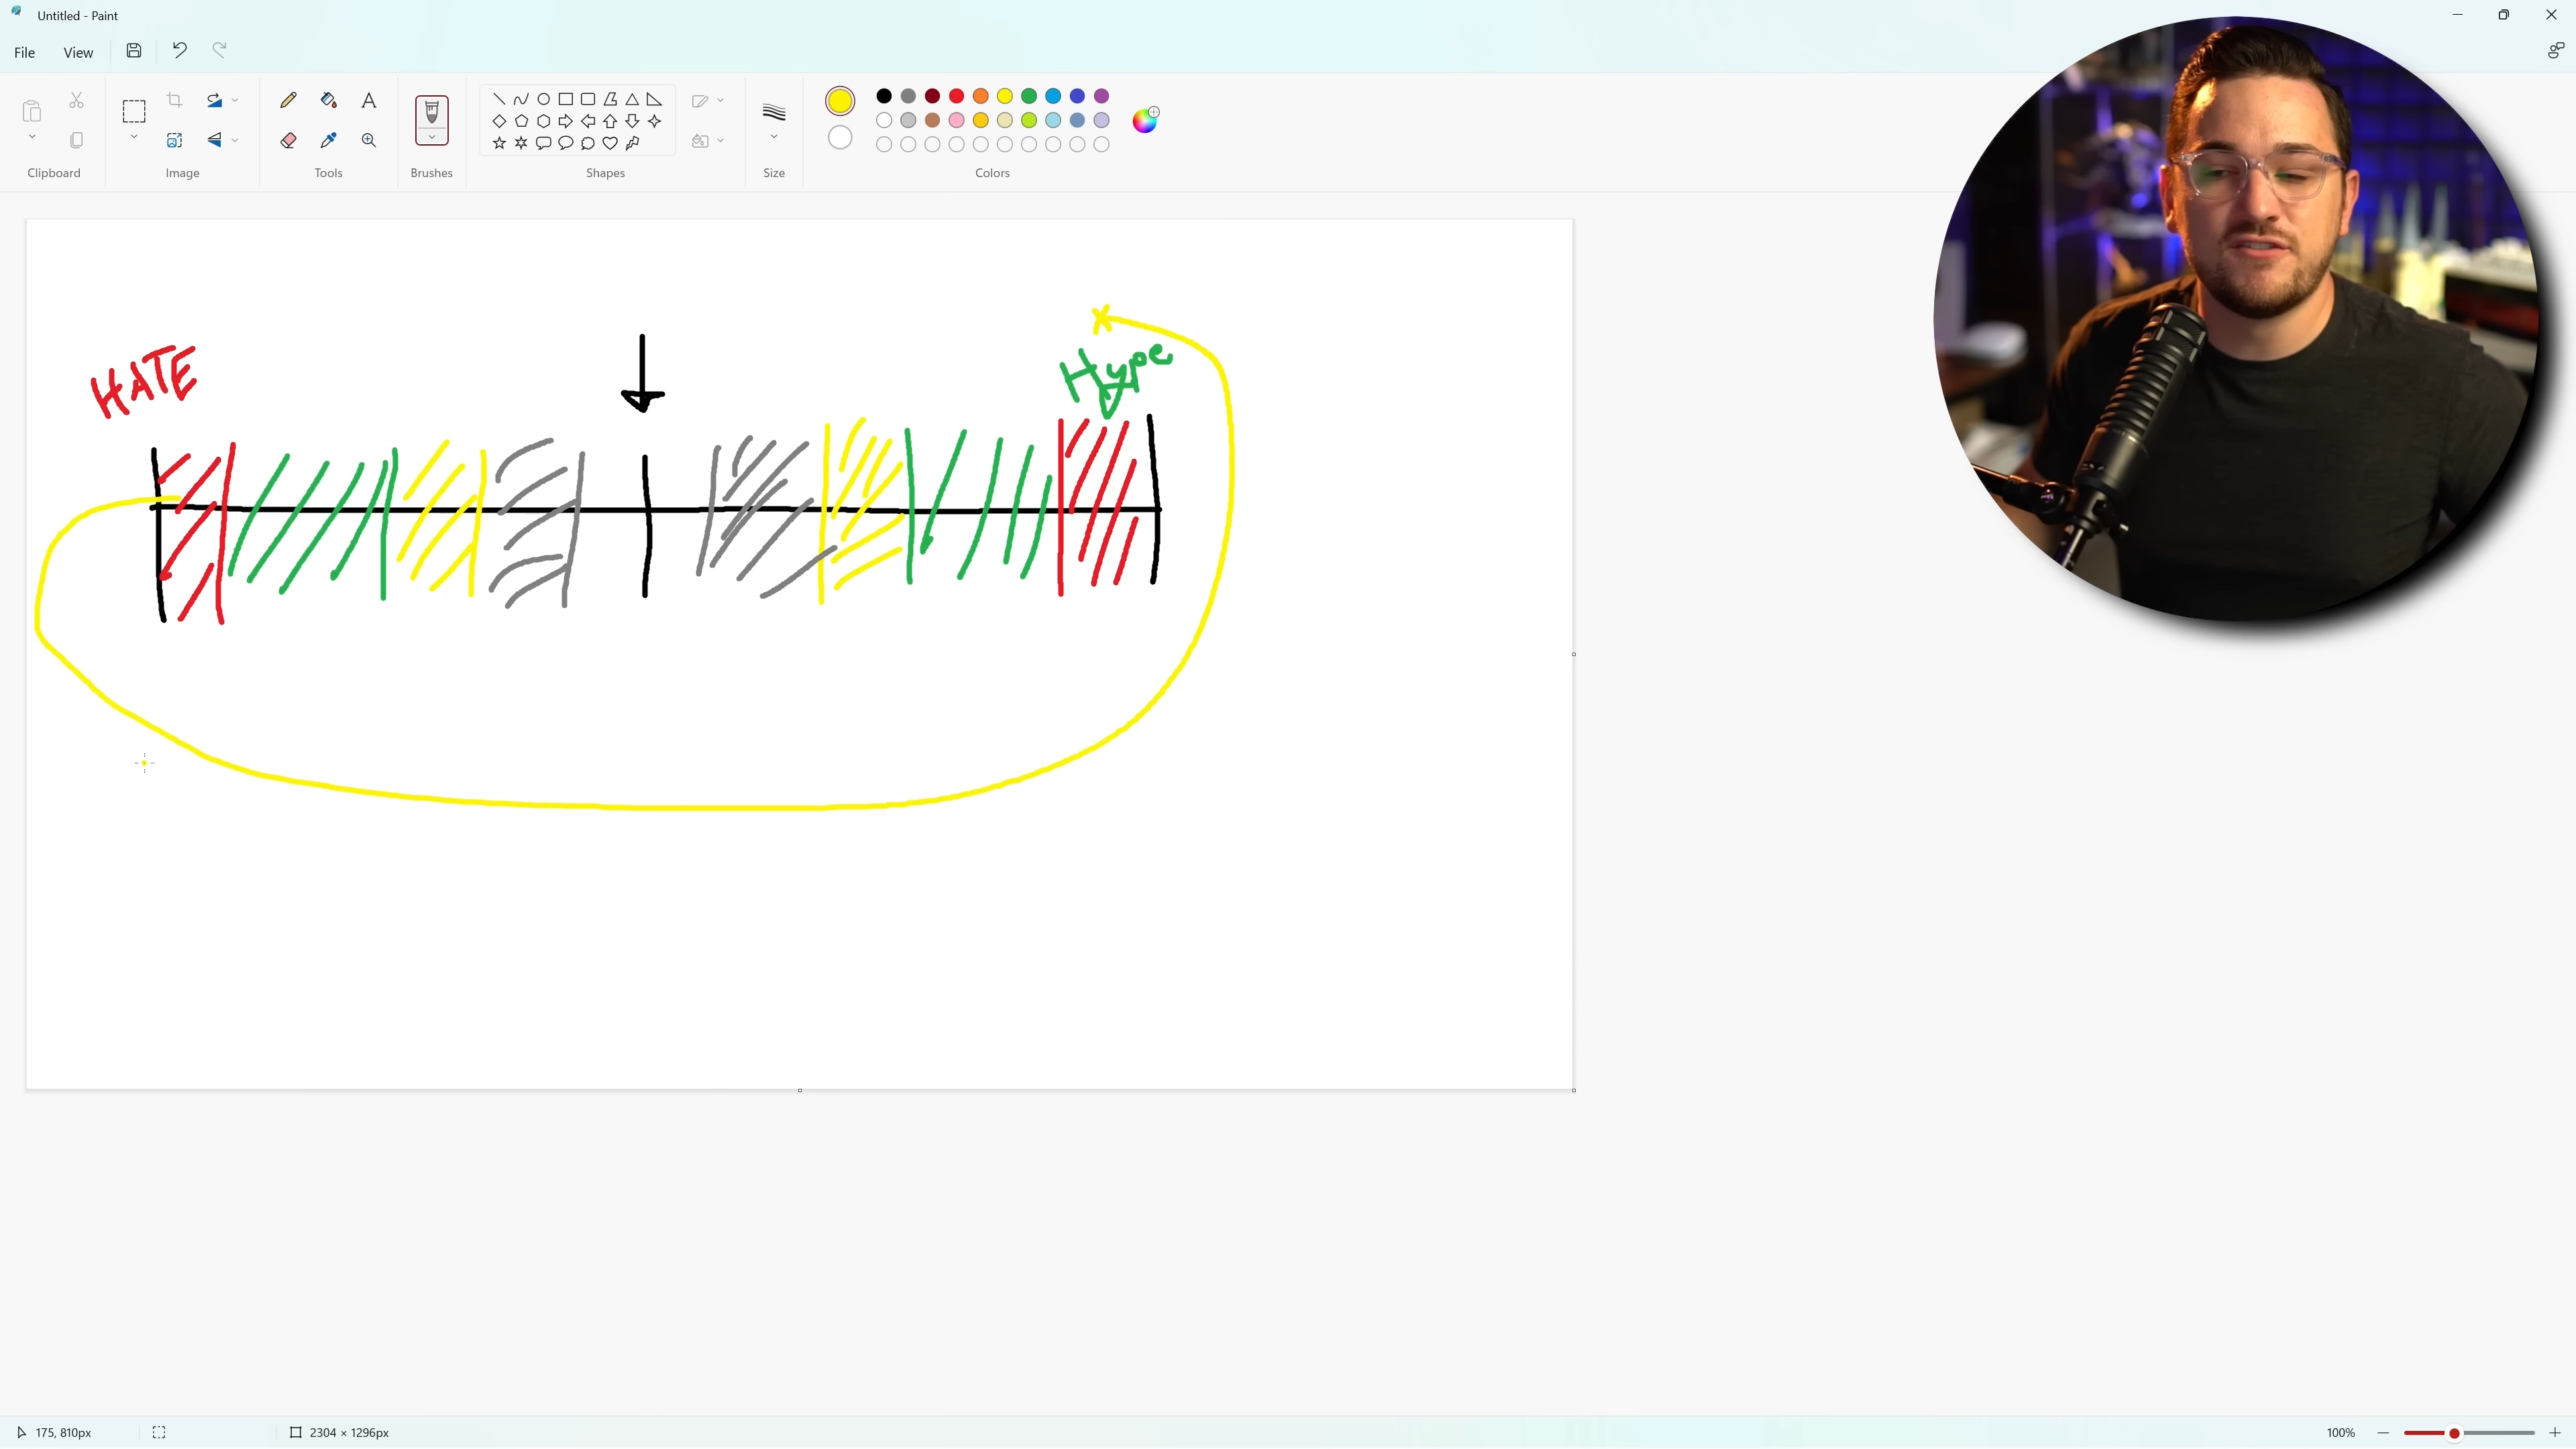 Untitled - Paint
File View
Clipboard Image Tools Brushes Shapes Size Colors
HATE
Hype
175, 810px 2304 × 1296px 100%